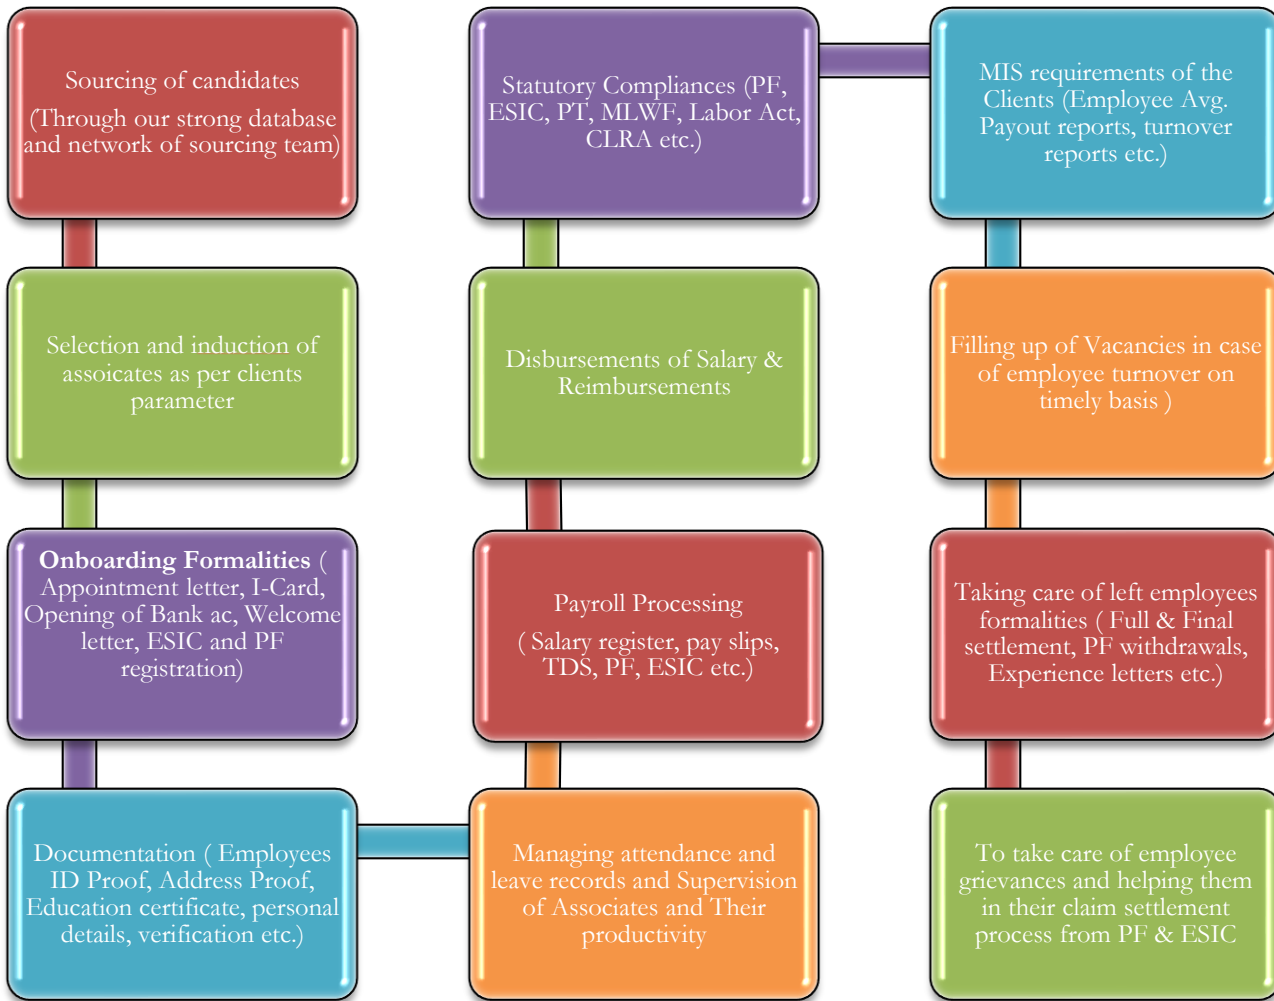 Sourcing of candidates
(Through our strong database
and network of sourcing team)
Selection and induction of
assoicates as per clients
parameter
Onboarding Formalities (
Appointment letter, I-Card,
Opening of Bank ac, Welcome
letter, ESIC and PF
registration)
Documentation ( Employees
ID Proof, Address Proof,
Education certificate, personal
details, verification etc.)
Managing attendance and
leave records and Supervision
of Associates and Their
productivity
Payroll Processing
( Salary register, pay slips,
TDS, PF, ESIC etc.)
Disbursements of Salary &
Reimbursements
Statutory Compliances (PF,
ESIC, PT, MLWF, Labor Act,
CLRA etc.)
MIS requirements of the
Clients (Employee Avg.
Payout reports, turnover
reports etc.)
Filling up of Vacancies in case
of employee turnover on
timely basis )
Taking care of left employees
formalities ( Full & Final
settlement, PF withdrawals,
Experience letters etc.)
To take care of employee
grievances and helping them
in their claim settlement
process from PF & ESIC